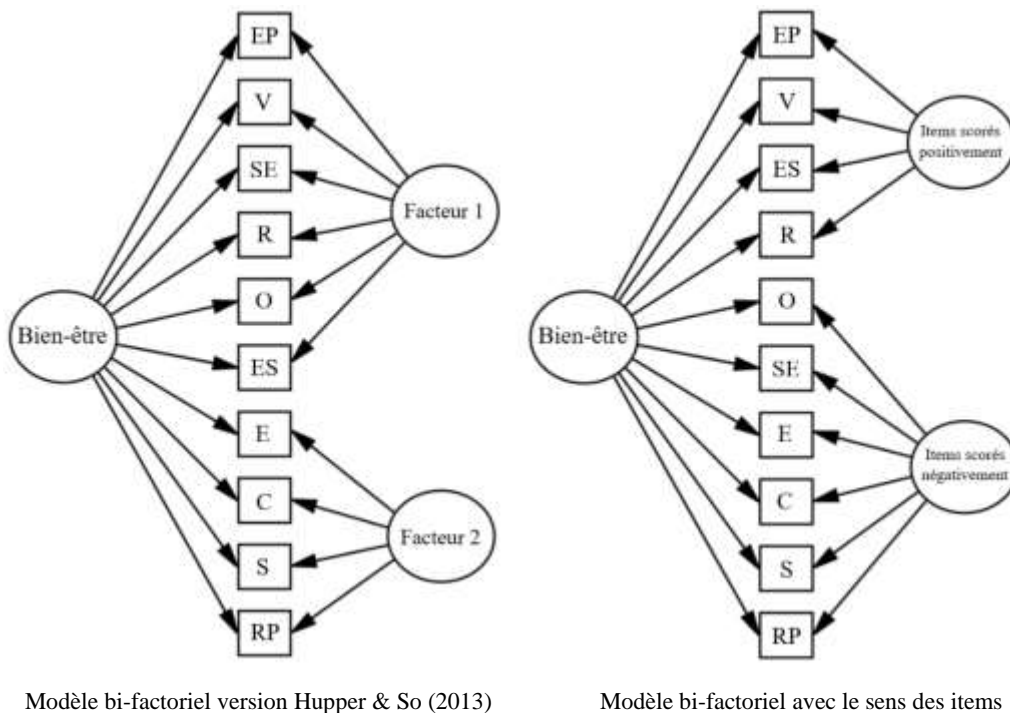 EP
V
SE
R
O
ES
E
C
S
RP
Bien-être
Facteur 1
Facteur 2
Modèle bi-factoriel version Hupper & So (2013)
EP
V
ES
R
O
SE
E
C
S
RP
Bien-être
Items scorés
positivement
Items scorés
négativement
Modèle bi-factoriel avec le sens des items